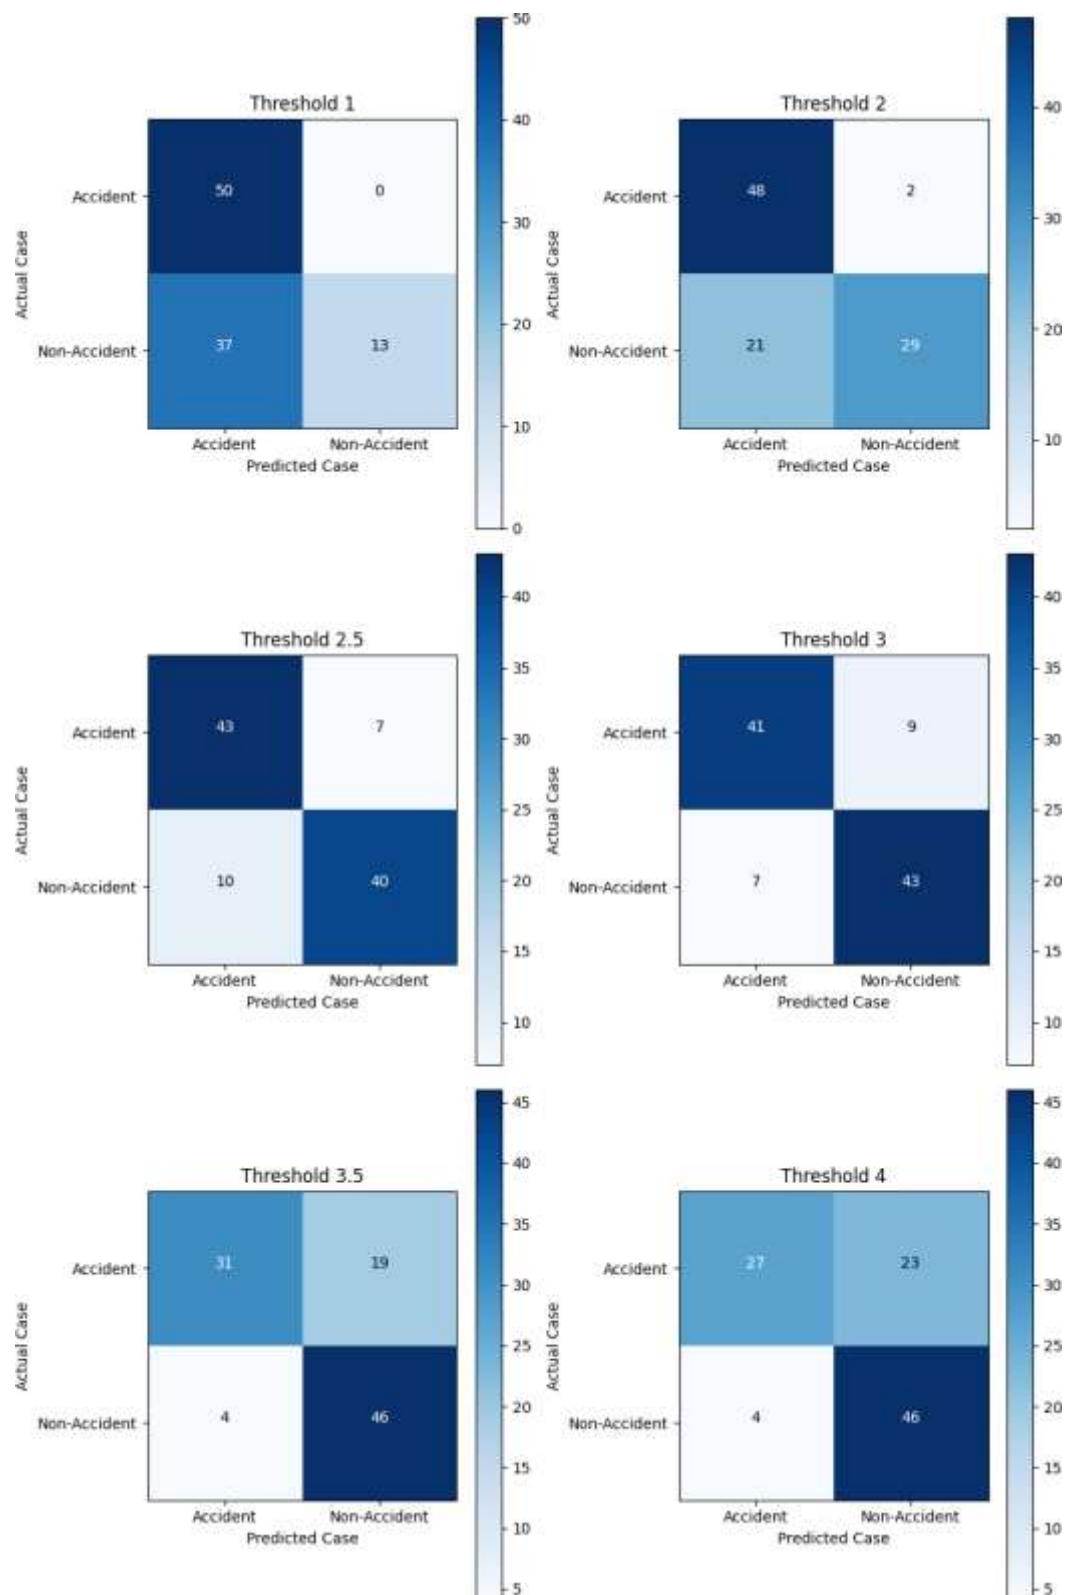 Threshold 1
50
40
30
20
10
0
Actual Case
Accident
Non-Accident
50 0
37 13
Accident Non-Accident
Predicted Case
Threshold 2
40
30
20
10
Actual Case
Accident
Non-Accident
48 2
21 29
Accident Non-Accident
Predicted Case
Threshold 2.5
40
35
30
25
20
15
10
Actual Case
Accident
Non-Accident
43 7
10 40
Accident Non-Accident
Predicted Case
Threshold 3
40
35
30
25
20
15
10
Actual Case
Accident
Non-Accident
41 9
7 43
Accident Non-Accident
Predicted Case
Threshold 3.5
45
40
35
30
25
20
15
10
5
Actual Case
Accident
Non-Accident
31 19
4 46
Accident Non-Accident
Predicted Case
Threshold 4
45
40
35
30
25
20
15
10
5
Actual Case
Accident
Non-Accident
27 23
4 46
Accident Non-Accident
Predicted Case